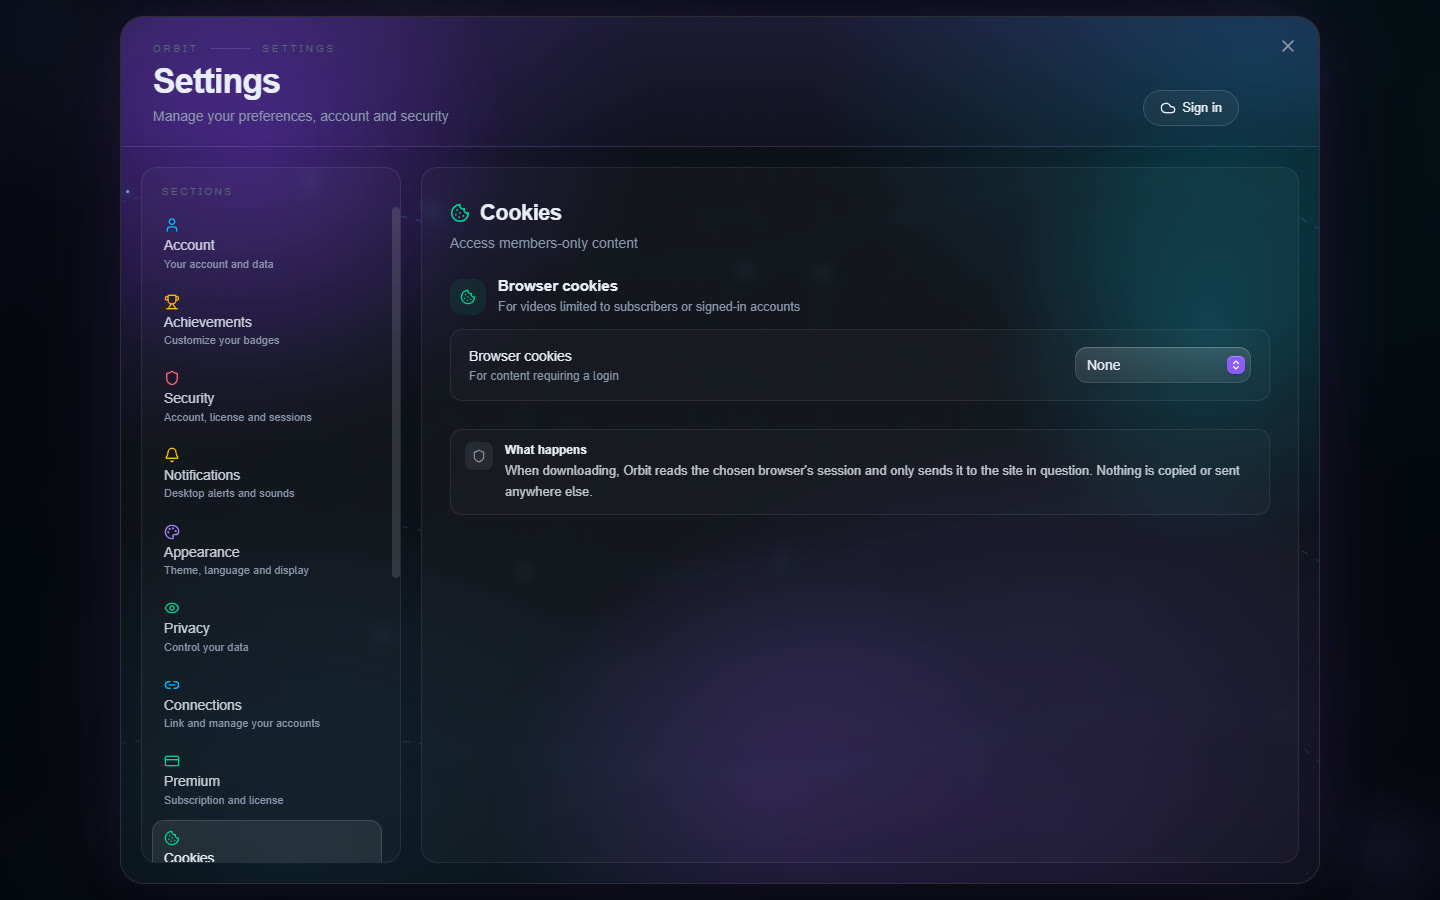 ORBIT SETTINGS
Settings
Manage your preferences, account and security
Sign in
SECTIONS
Account
Your account and data
Achievements
Customize your badges
Security
Account, license and sessions
Notifications
Desktop alerts and sounds
Appearance
Theme, language and display
Privacy
Control your data
Connections
Link and manage your accounts
Premium
Subscription and license
Cookies
Cookies
Access members-only content
Browser cookies
For videos limited to subscribers or signed-in accounts
Browser cookies
For content requiring a login
None
What happens
When downloading, Orbit reads the chosen browser's session and only sends it to the site in question. Nothing is copied or sent
anywhere else.